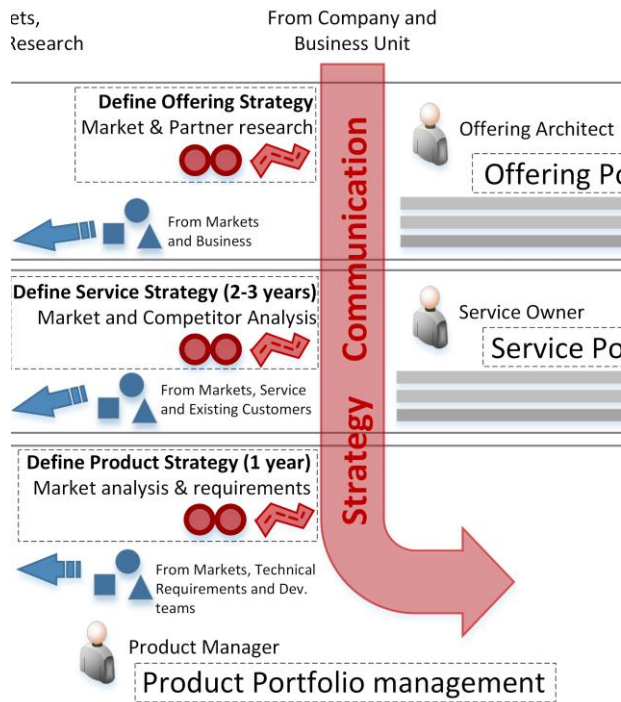 ets,
Research
From Company and
Business Unit
Define Offering Strategy
Market & Partner research
Offering Architect
Offering Po
From Markets
and Business
Strategy Communication
Define Service Strategy (2-3 years)
Market and Competitor Analysis
Service Owner
Service Po
From Markets, Service
and Existing Customers
Define Product Strategy (1 year)
Market analysis & requirements
From Markets, Technical
Requirements and Dev.
teams
Product Manager
Product Portfolio management